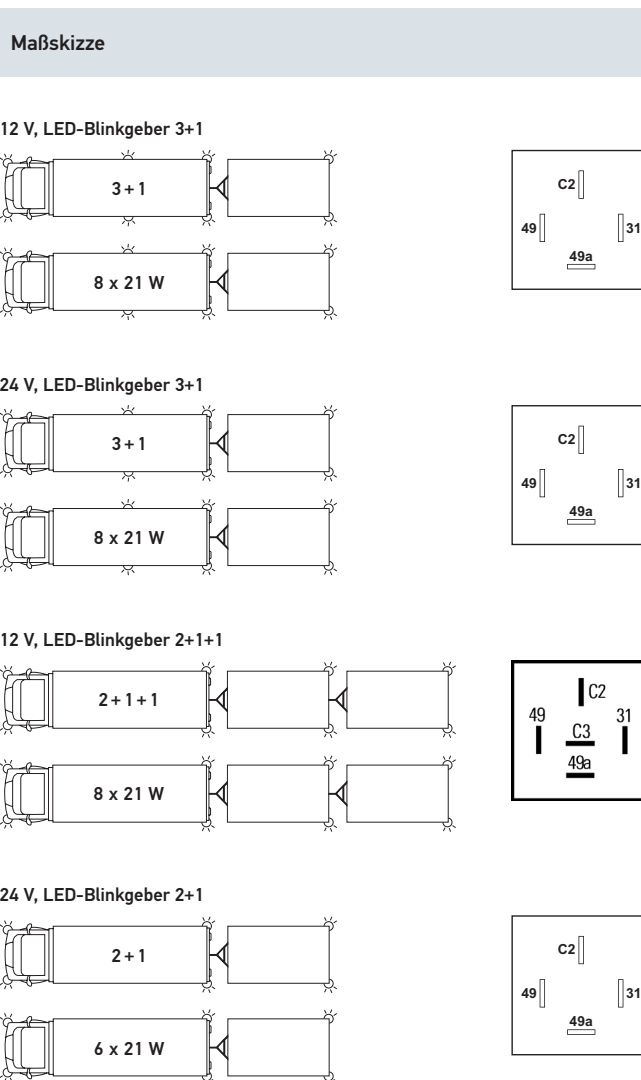 Maßskizze
12 V, LED-Blinkgeber 3+1
3 + 1
8 x 21 W
C2
49
31
49a
24 V, LED-Blinkgeber 3+1
3 + 1
8 x 21 W
C2
49
31
49a
12 V, LED-Blinkgeber 2+1+1
2 + 1 + 1
8 x 21 W
C2
49
31
C3
49a
24 V, LED-Blinkgeber 2+1
2 + 1
6 x 21 W
C2
49
31
49a